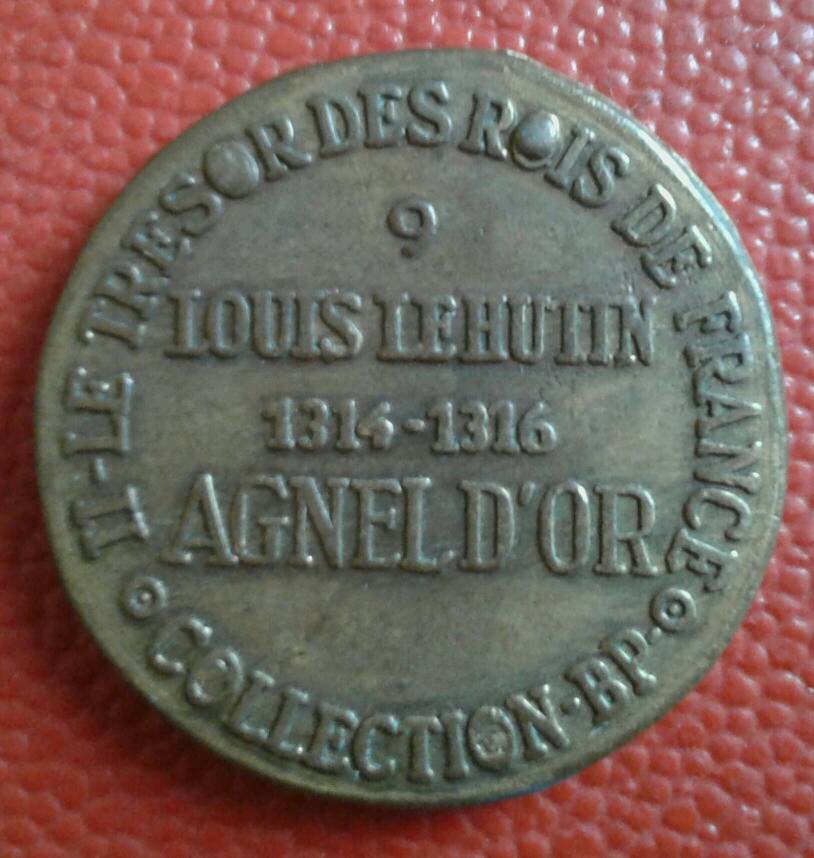 II-LE TRESOR DES ROIS DE FRANCE
9
LOUIS LE HUTIN
1314-1316
AGNEL D'OR
COLLECTION·BP·